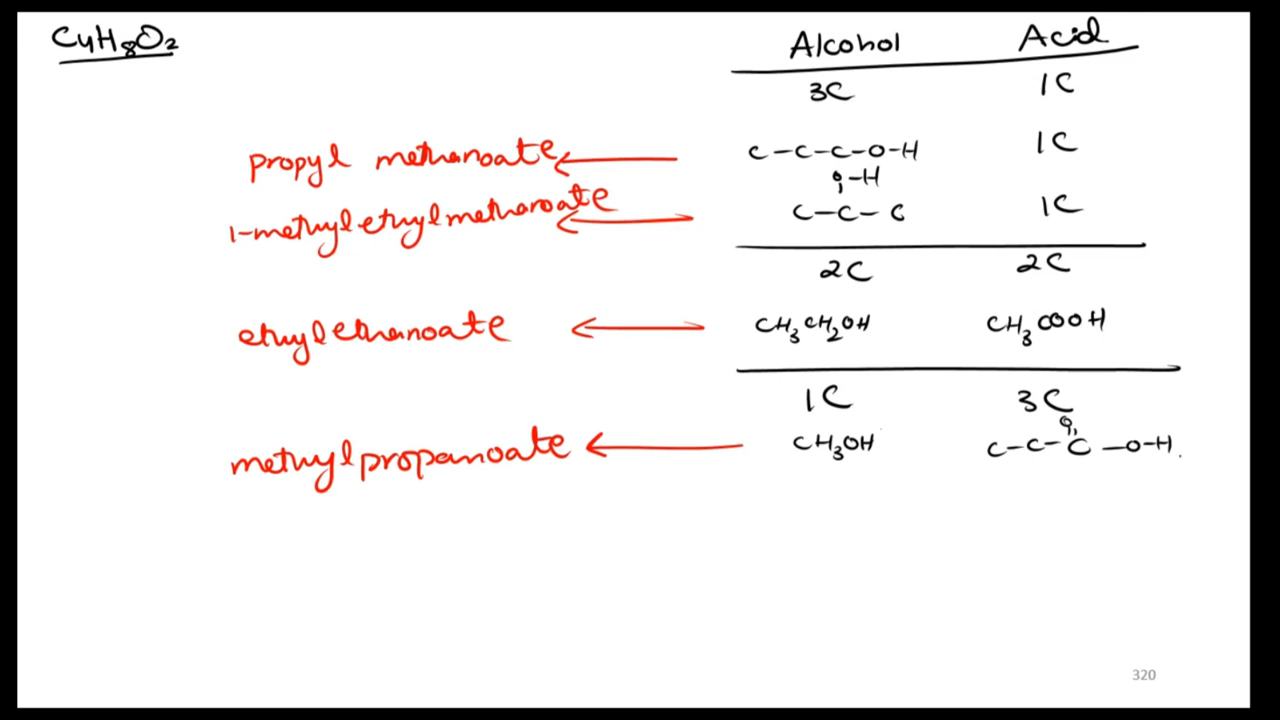 C4H8O2
Alcohol Acid
3C 1C
propyl methanoate C-C-C-O-H 1C
O-H
1-methylethylmethanoate C-C-C 1C
2C 2C
ethylethanoate CH3CH2OH CH3COOH
1C 3C
O
methylpropanoate CH3OH C-C-C-O-H
320